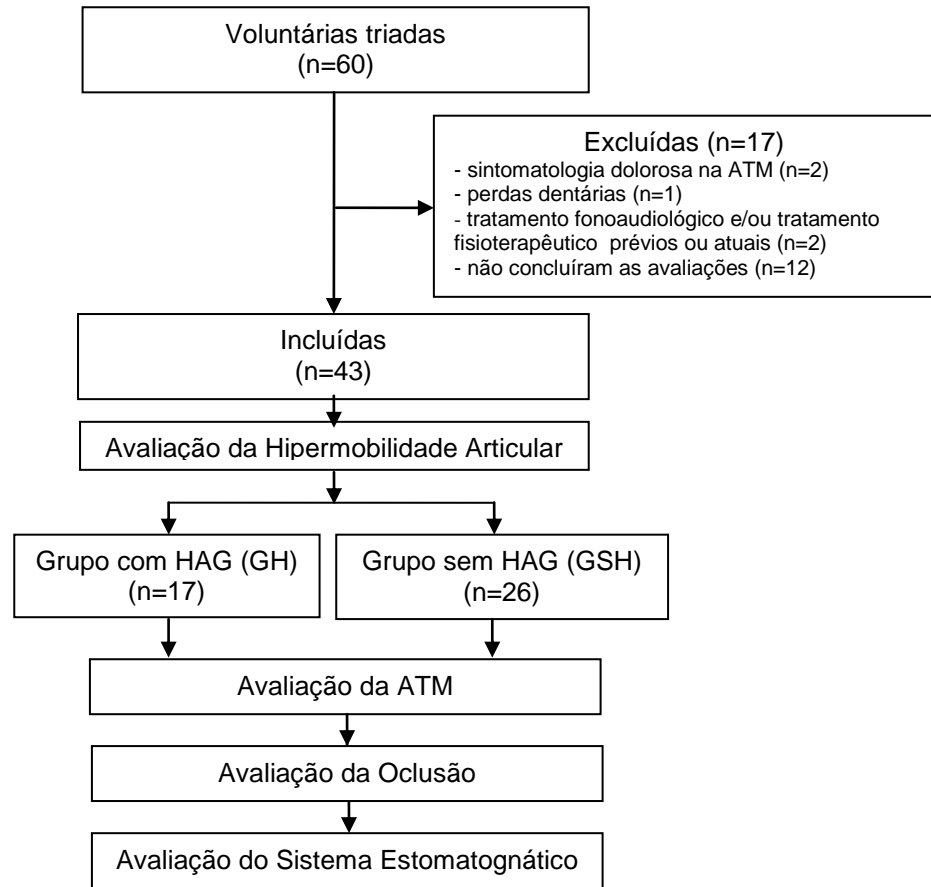 Voluntárias triadas
(n=60)
Excluídas (n=17)
- sintomatologia dolorosa na ATM (n=2)
- perdas dentárias (n=1)
- tratamento fonoaudiológico e/ou tratamento
fisioterapêutico prévios ou atuais (n=2)
- não concluíram as avaliações (n=12)
Incluídas
(n=43)
Avaliação da Hipermobilidade Articular
Grupo com HAG (GH)
(n=17)
Grupo sem HAG (GSH)
(n=26)
Avaliação da ATM
Avaliação da Oclusão
Avaliação do Sistema Estomatognático